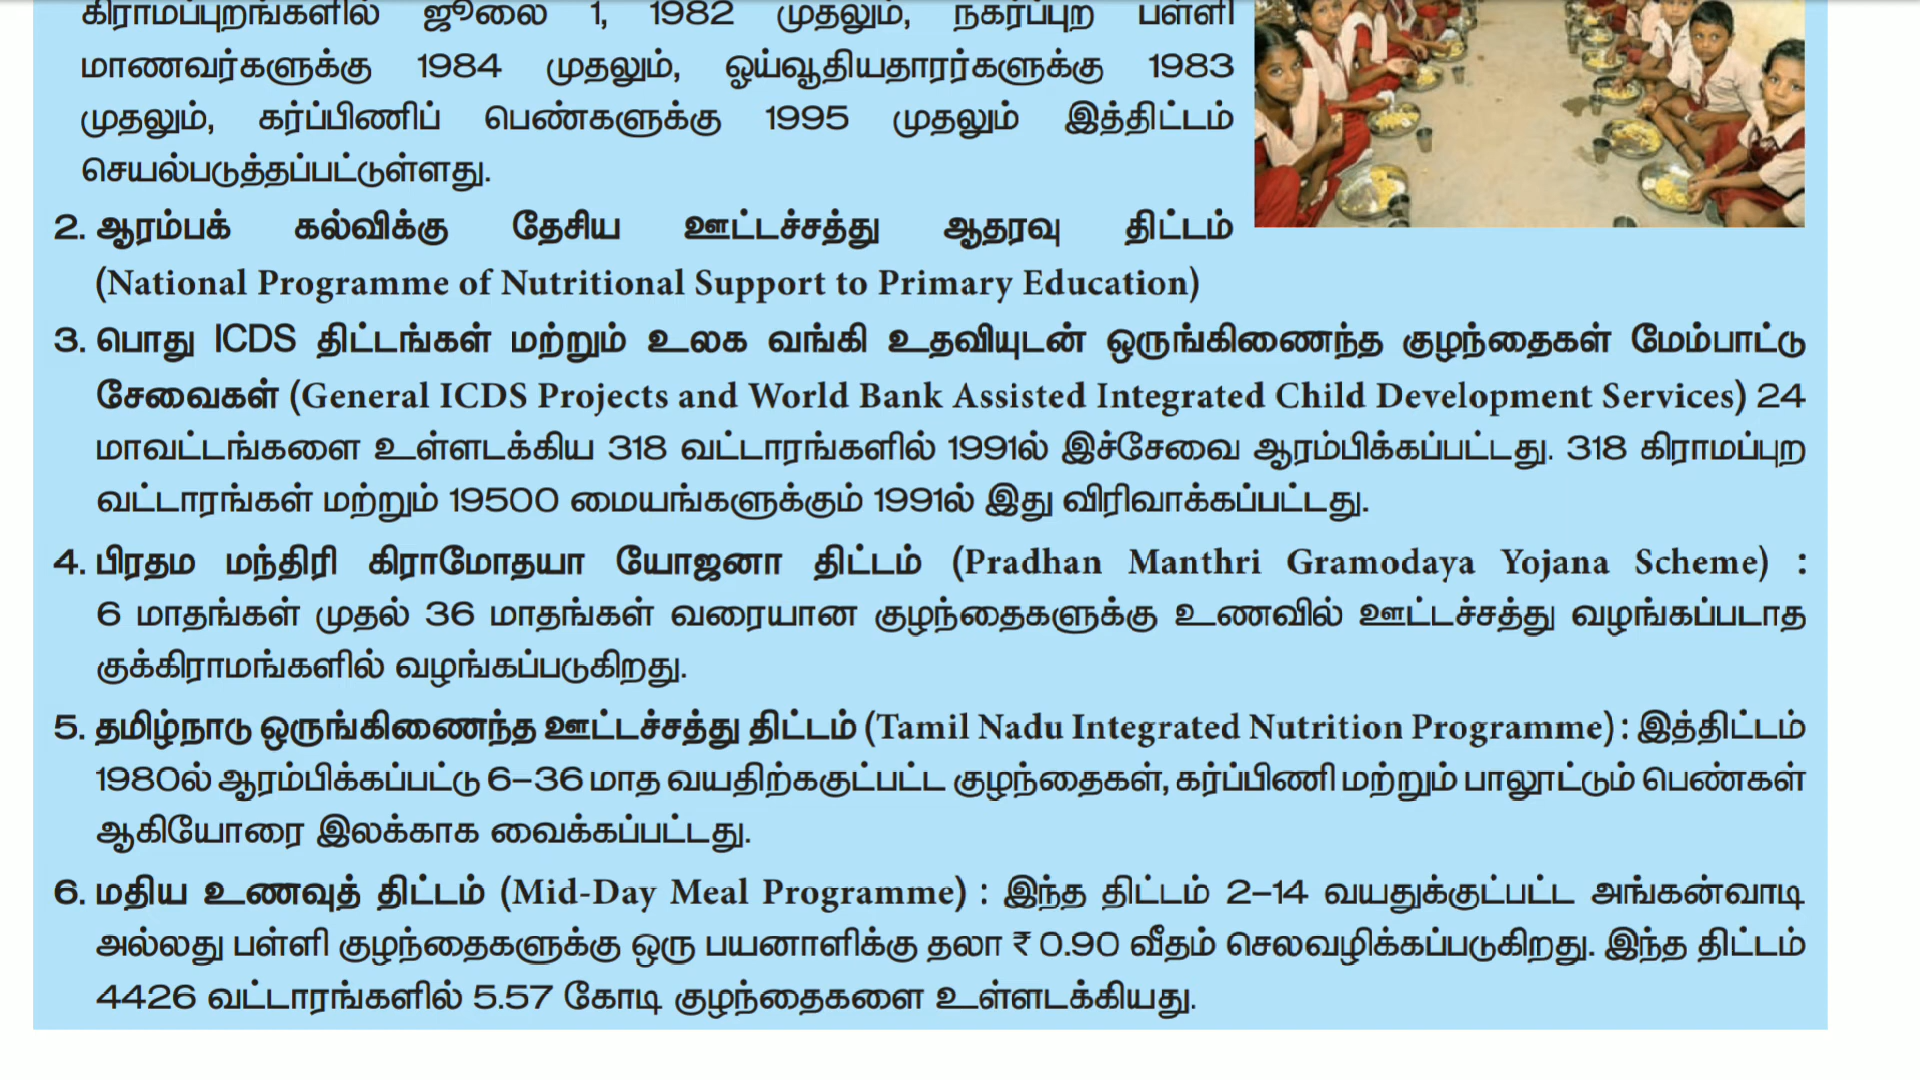 கிராமப்புறங்களில் ஜூலை 1, 1982 முதலும், நகர்ப்புற பள்ளி
மாணவர்களுக்கு 1984 முதலும், ஓய்வூதியதாரர்களுக்கு 1983
முதலும், கர்ப்பிணிப் பெண்களுக்கு 1995 முதலும் இத்திட்டம்
செயல்படுத்தப்பட்டுள்ளது.
2. ஆரம்பக் கல்விக்கு தேசிய ஊட்டச்சத்து ஆதரவு திட்டம்
(National Programme of Nutritional Support to Primary Education)
3. பொது ICDS திட்டங்கள் மற்றும் உலக வங்கி உதவியுடன் ஒருங்கிணைந்த குழந்தைகள் மேம்பாட்டு
சேவைகள் (General ICDS Projects and World Bank Assisted Integrated Child Development Services) 24
மாவட்டங்களை உள்ளடக்கிய 318 வட்டாரங்களில் 1991ல் இச்சேவை ஆரம்பிக்கப்பட்டது. 318 கிராமப்புற
வட்டாரங்கள் மற்றும் 19500 மையங்களுக்கும் 1991ல் இது விரிவாக்கப்பட்டது.
4. பிரதம மந்திரி கிராமோதயா யோஜனா திட்டம் (Pradhan Manthri Gramodaya Yojana Scheme) :
6 மாதங்கள் முதல் 36 மாதங்கள் வரையான குழந்தைகளுக்கு உணவில் ஊட்டச்சத்து வழங்கப்படாத
குக்கிராமங்களில் வழங்கப்படுகிறது.
5. தமிழ்நாடு ஒருங்கிணைந்த ஊட்டச்சத்து திட்டம் (Tamil Nadu Integrated Nutrition Programme) : இத்திட்டம்
1980ல் ஆரம்பிக்கப்பட்டு 6–36 மாத வயதிற்ககுட்பட்ட குழந்தைகள், கர்ப்பிணி மற்றும் பாலூட்டும் பெண்கள்
ஆகியோரை இலக்காக வைக்கப்பட்டது.
6. மதிய உணவுத் திட்டம் (Mid-Day Meal Programme) : இந்த திட்டம் 2–14 வயதுக்குட்பட்ட அங்கன்வாடி
அல்லது பள்ளி குழந்தைகளுக்கு ஒரு பயனாளிக்கு தலா ₹ 0.90 வீதம் செலவழிக்கப்படுகிறது. இந்த திட்டம்
4426 வட்டாரங்களில் 5.57 கோடி குழந்தைகளை உள்ளடக்கியது.